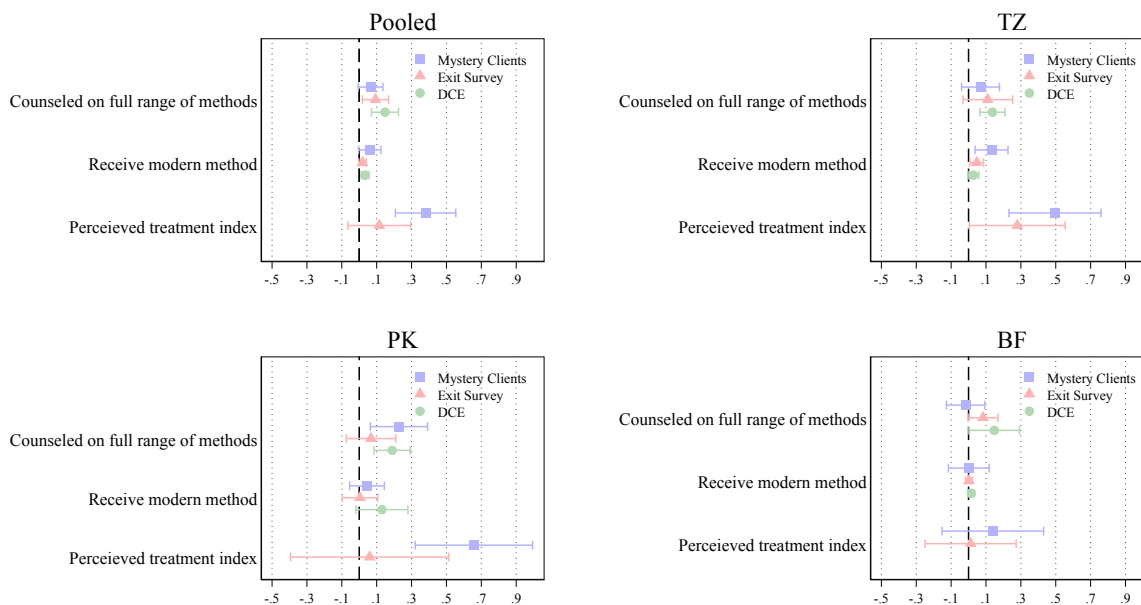 Pooled
Mystery Clients
Exit Survey
DCE
Counseled on full range of methods
Receive modern method
Perceieved treatment index
-.5 -.3 -.1 .1 .3 .5 .7 .9
TZ
Mystery Clients
Exit Survey
DCE
Counseled on full range of methods
Receive modern method
Perceieved treatment index
-.5 -.3 -.1 .1 .3 .5 .7 .9
PK
Mystery Clients
Exit Survey
DCE
Counseled on full range of methods
Receive modern method
Perceieved treatment index
-.5 -.3 -.1 .1 .3 .5 .7 .9
BF
Mystery Clients
Exit Survey
DCE
Counseled on full range of methods
Receive modern method
Perceieved treatment index
-.5 -.3 -.1 .1 .3 .5 .7 .9